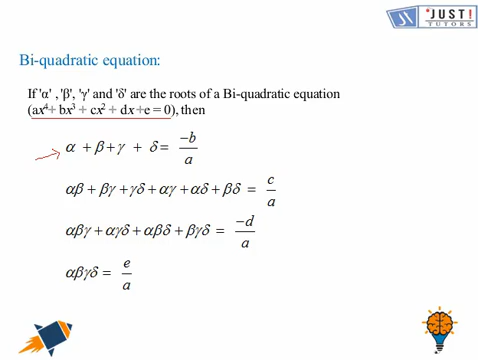 JUST!
TUTORS
Bi-quadratic equation:
If 'α' , 'β', 'γ' and 'δ' are the roots of a Bi-quadratic equation
(ax⁴+ bx³ + cx² + dx+e = 0), then
α + β + γ + δ = −b/a
αβ + βγ + γδ + αγ + αδ + βδ = c/a
αβγ + αγδ + αβδ + βγδ = −d/a
αβγδ = e/a